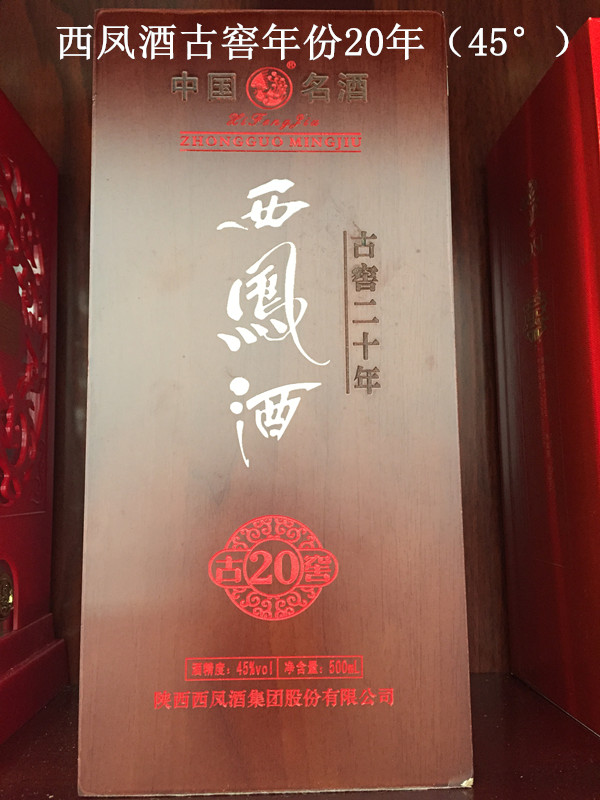 西凤酒古窖年份20年（45°）
中国名酒
®
XiFengJiu
ZHONGGUO MINGJIU
西鳳酒
古窖二十年
古20窖
酒精度：45%vol 净含量：500mL
陕西西凤酒集团股份有限公司